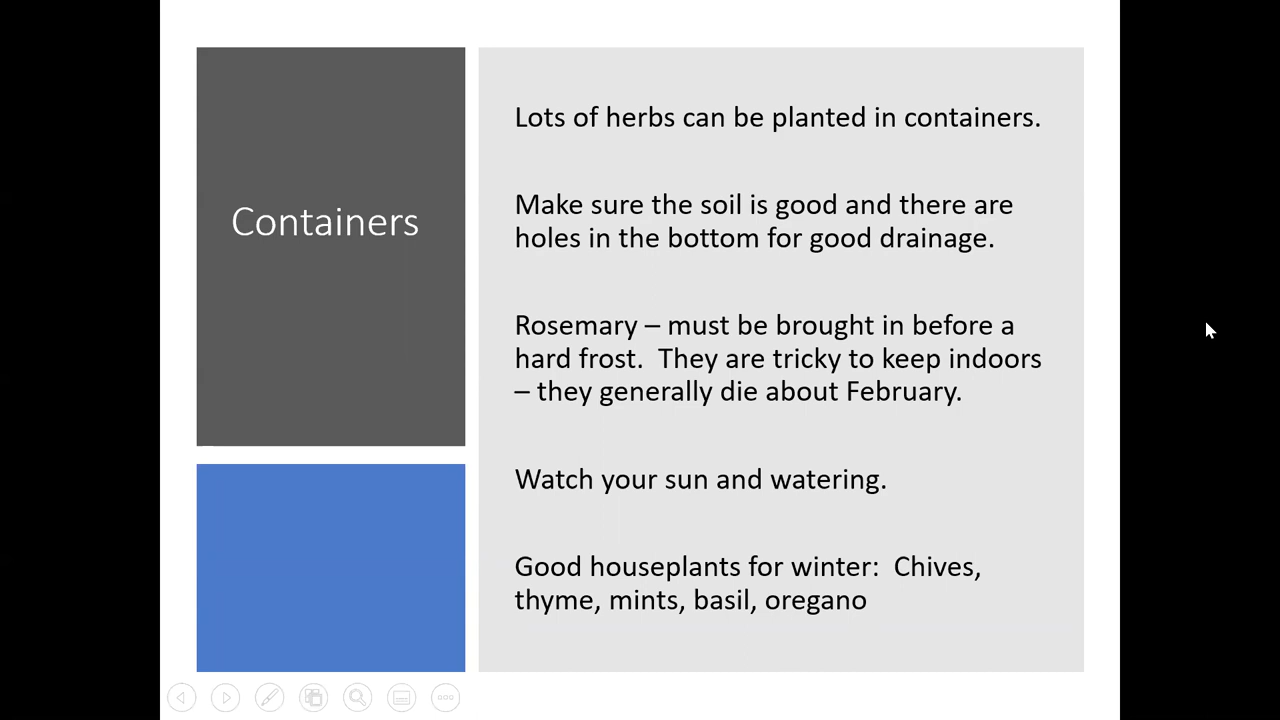 Containers
Lots of herbs can be planted in containers.
Make sure the soil is good and there are
holes in the bottom for good drainage.
Rosemary – must be brought in before a
hard frost.  They are tricky to keep indoors
– they generally die about February.
Watch your sun and watering.
Good houseplants for winter:  Chives,
thyme, mints, basil, oregano